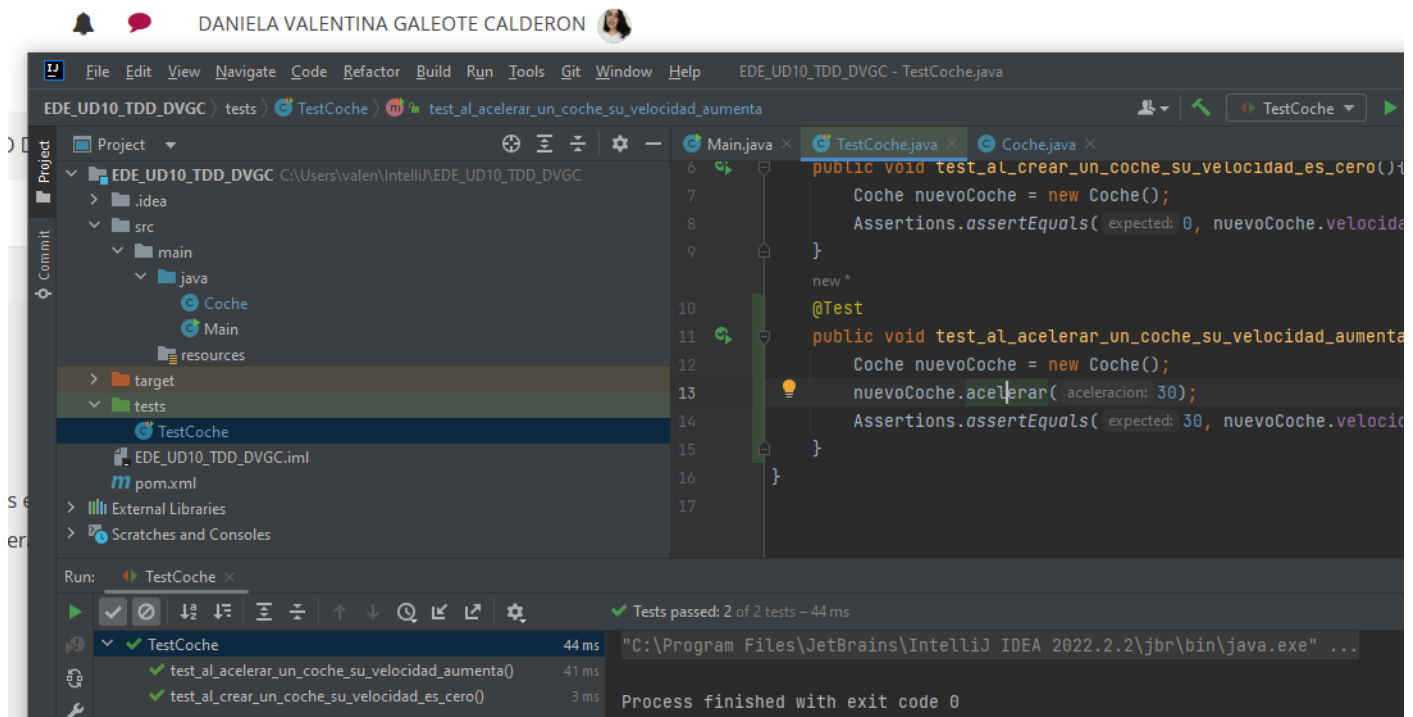 DANIELA VALENTINA GALEOTE CALDERON
File Edit View Navigate Code Refactor Build Run Tools Git Window Help EDE_UD10_TDD_DVGC - TestCoche.java
EDE_UD10_TDD_DVGC tests TestCoche m test_al_acelerar_un_coche_su_velocidad_aumenta TestCoche
Project
Commit
Project
EDE_UD10_TDD_DVGC C:\Users\valen\IntelliJ\EDE_UD10_TDD_DVGC
.idea
src
main
java
Coche
Main
resources
target
tests
TestCoche
EDE_UD10_TDD_DVGC.iml
pom.xml
External Libraries
Scratches and Consoles
Main.java TestCoche.java Coche.java
6 public void test_al_crear_un_coche_su_velocidad_es_cero(){
7 Coche nuevoCoche = new Coche();
8 Assertions.assertEquals( expected: 0, nuevoCoche.velocida
9 }
new *
10 @Test
11 public void test_al_acelerar_un_coche_su_velocidad_aumenta
12 Coche nuevoCoche = new Coche();
13 nuevoCoche.acelerar( aceleracion: 30);
14 Assertions.assertEquals( expected: 30, nuevoCoche.velocid
15 }
16 }
17
Run: TestCoche
Tests passed: 2 of 2 tests – 44 ms
TestCoche 44 ms
test_al_acelerar_un_coche_su_velocidad_aumenta() 41 ms
test_al_crear_un_coche_su_velocidad_es_cero() 3 ms
"C:\Program Files\JetBrains\IntelliJ IDEA 2022.2.2\jbr\bin\java.exe" ...
Process finished with exit code 0